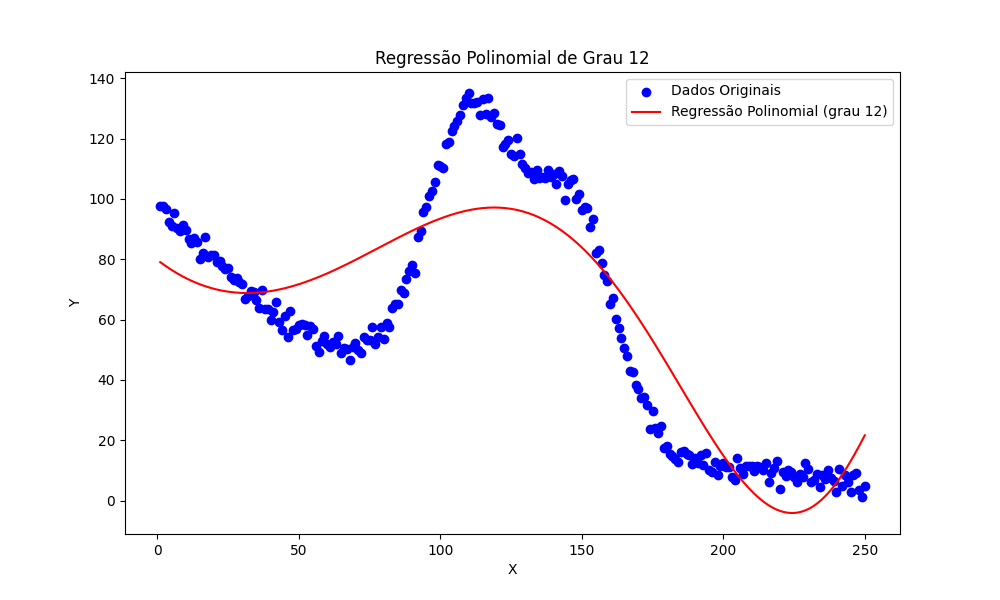 Regressão Polinomial de Grau 12
Dados Originais
Regressão Polinomial (grau 12)
140
120
100
80
60
40
20
0
Y
0 50 100 150 200 250
X